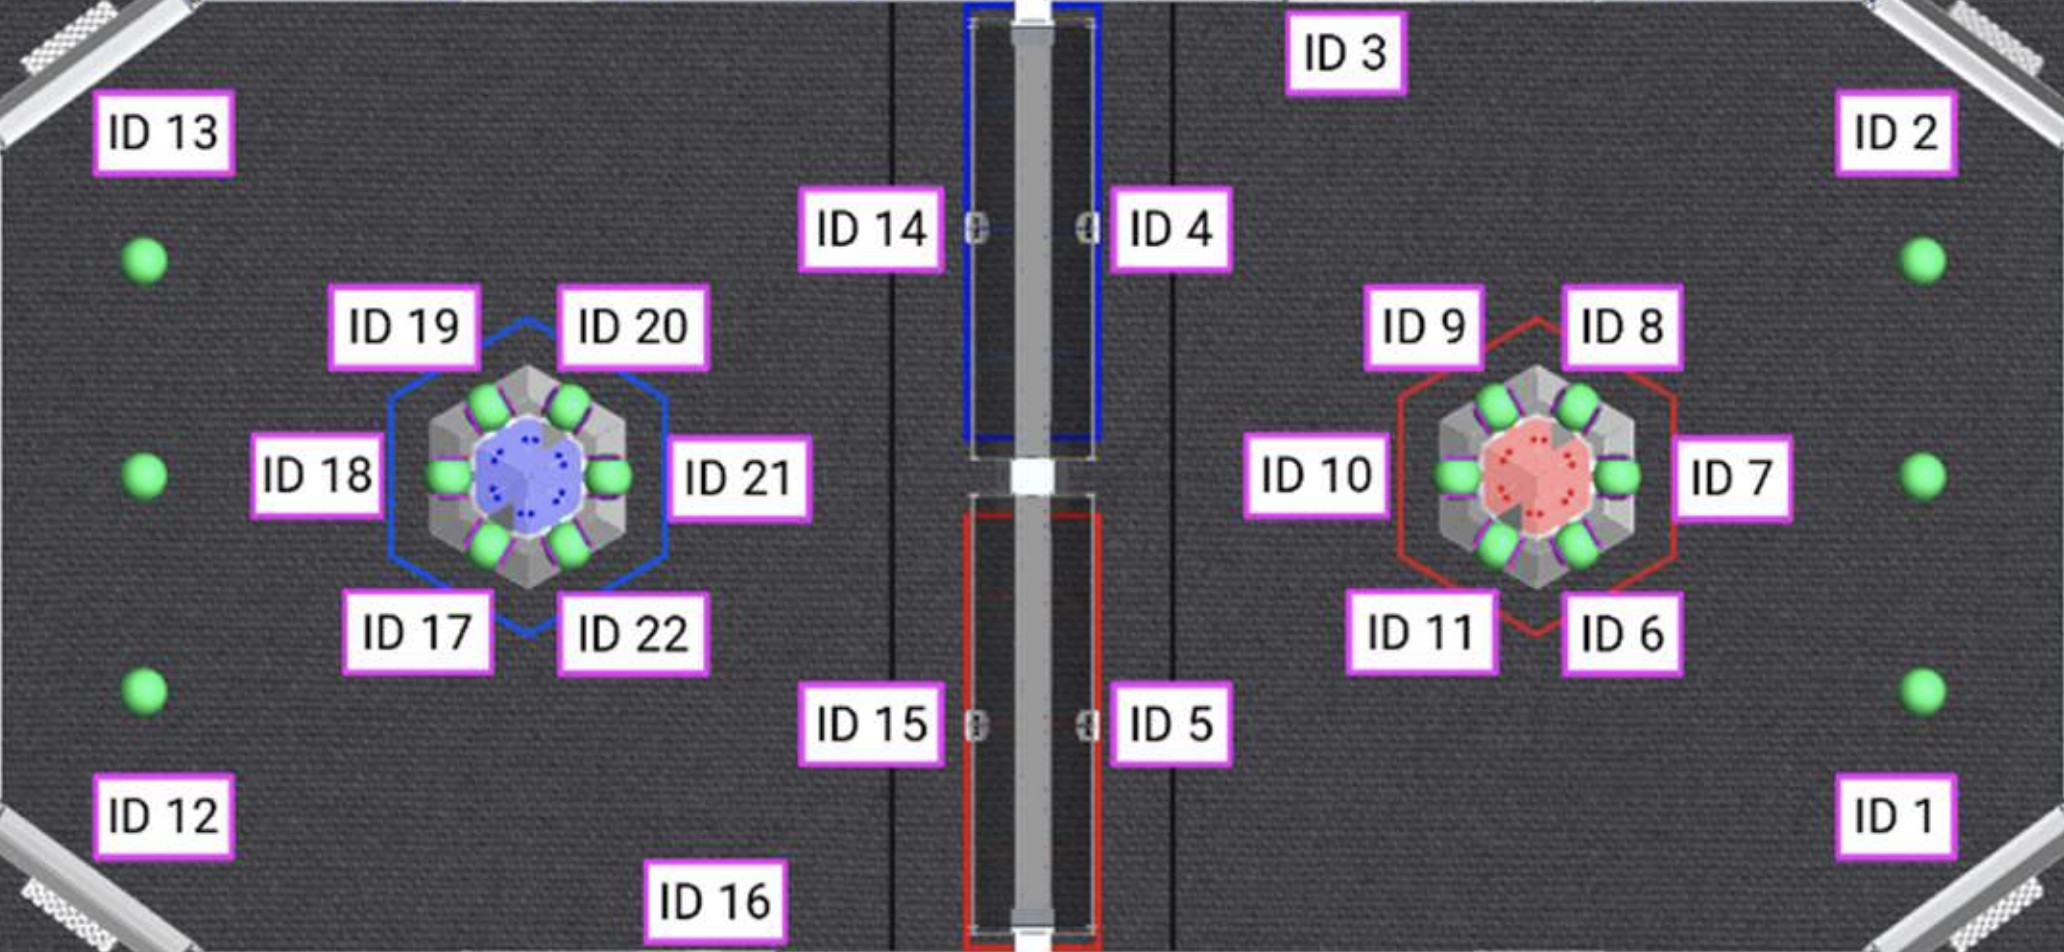 ID 3
ID 13
ID 2
ID 14
ID 4
ID 19
ID 20
ID 9
ID 8
ID 18
ID 21
ID 10
ID 7
ID 17
ID 22
ID 11
ID 6
ID 15
ID 5
ID 12
ID 1
ID 16